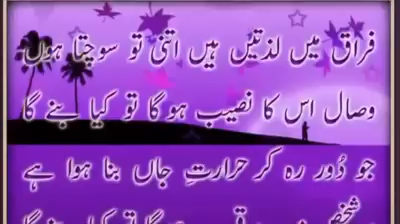 فراق میں لذتیں ہیں اتنی تو سوچتا ہوں
وصال اس کا نصیب ہو گا تو کیا بنے گا
جو دُور رہ کر حرارتِ جاں بنا ہوا ہے